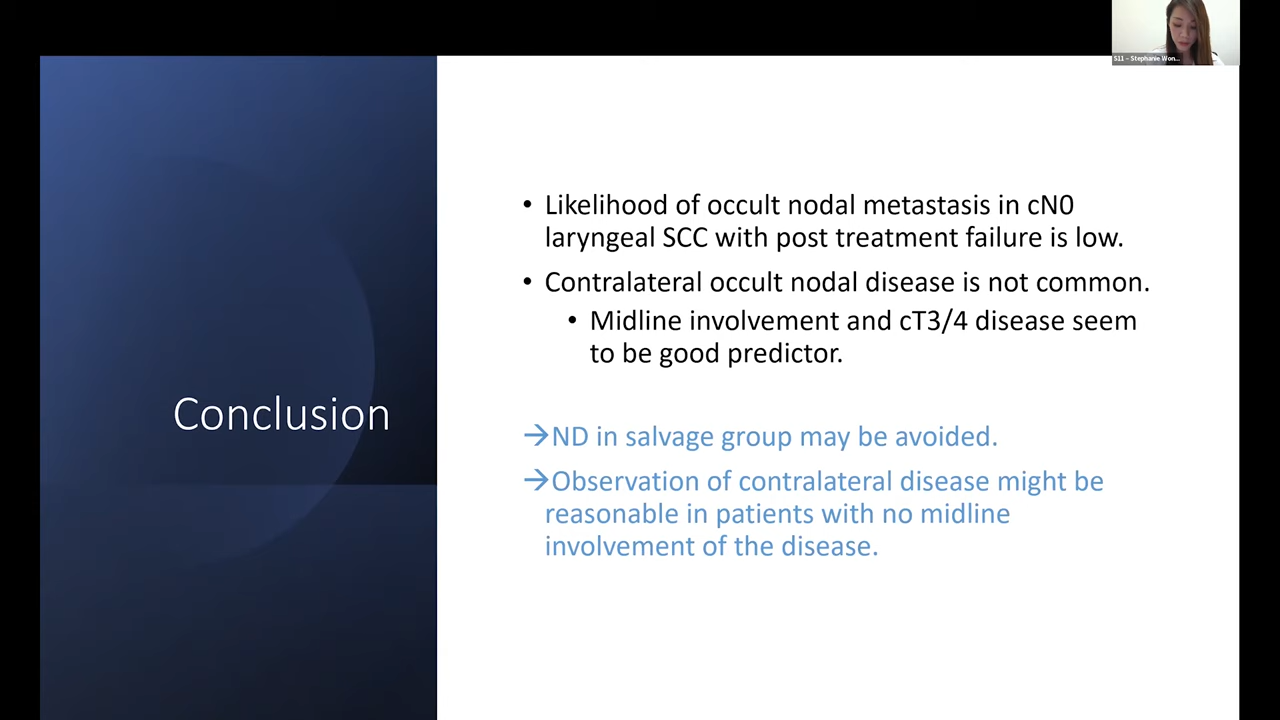 S11 - Stephanie Won...
• Likelihood of occult nodal metastasis in cN0
laryngeal SCC with post treatment failure is low.
• Contralateral occult nodal disease is not common.
• Midline involvement and cT3/4 disease seem
to be good predictor.
Conclusion
→ND in salvage group may be avoided.
→Observation of contralateral disease might be
reasonable in patients with no midline
involvement of the disease.